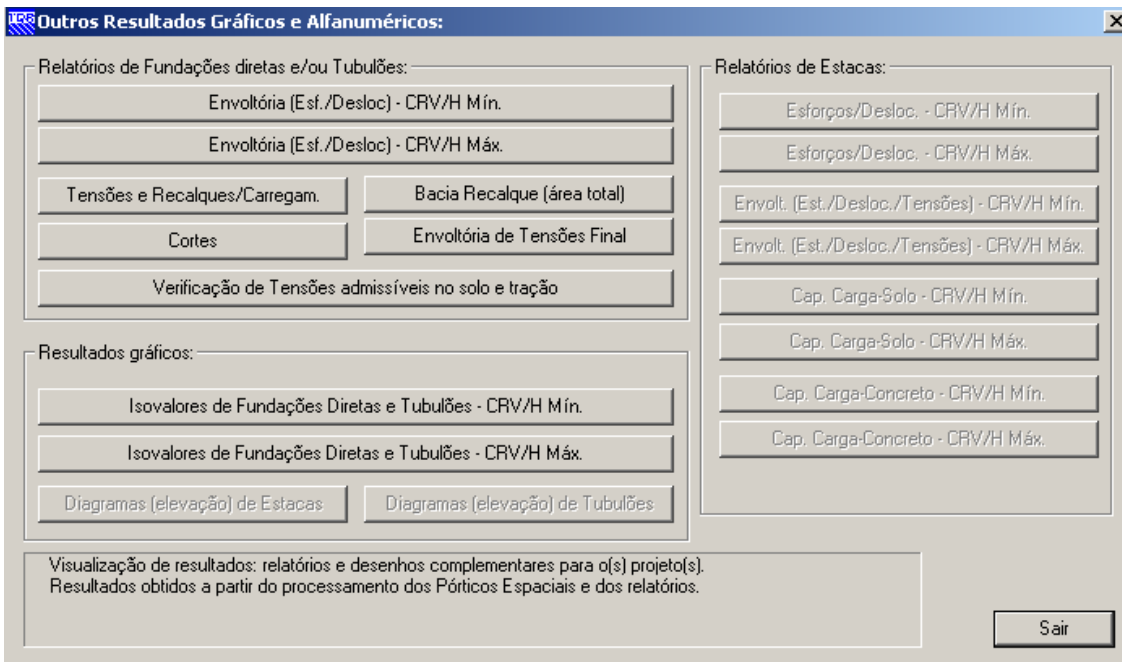 Outros Resultados Gráficos e Alfanuméricos:
Relatórios de Fundações diretas e/ou Tubulões:
Envoltória (Esf./Desloc) - CRV/H Mín.
Envoltória (Esf./Desloc) - CRV/H Máx.
Tensões e Recalques/Carregam.
Bacia Recalque (área total)
Cortes
Envoltória de Tensões Final
Verificação de Tensões admissíveis no solo e tração
Resultados gráficos:
Isovalores de Fundações Diretas e Tubulões - CRV/H Mín.
Isovalores de Fundações Diretas e Tubulões - CRV/H Máx.
Diagramas (elevação) de Estacas
Diagramas (elevação) de Tubulões
Relatórios de Estacas:
Esforços/Desloc. - CRV/H Mín.
Esforços/Desloc. - CRV/H Máx.
Envolt. (Est./Desloc./Tensões) - CRV/H Mín.
Envolt. (Est./Desloc./Tensões) - CRV/H Máx.
Cap. Carga-Solo - CRV/H Mín.
Cap. Carga-Solo - CRV/H Máx.
Cap. Carga-Concreto - CRV/H Mín.
Cap. Carga-Concreto - CRV/H Máx.
Visualização de resultados: relatórios e desenhos complementares para o(s) projeto(s).
Resultados obtidos a partir do processamento dos Pórticos Espaciais e dos relatórios.
Sair